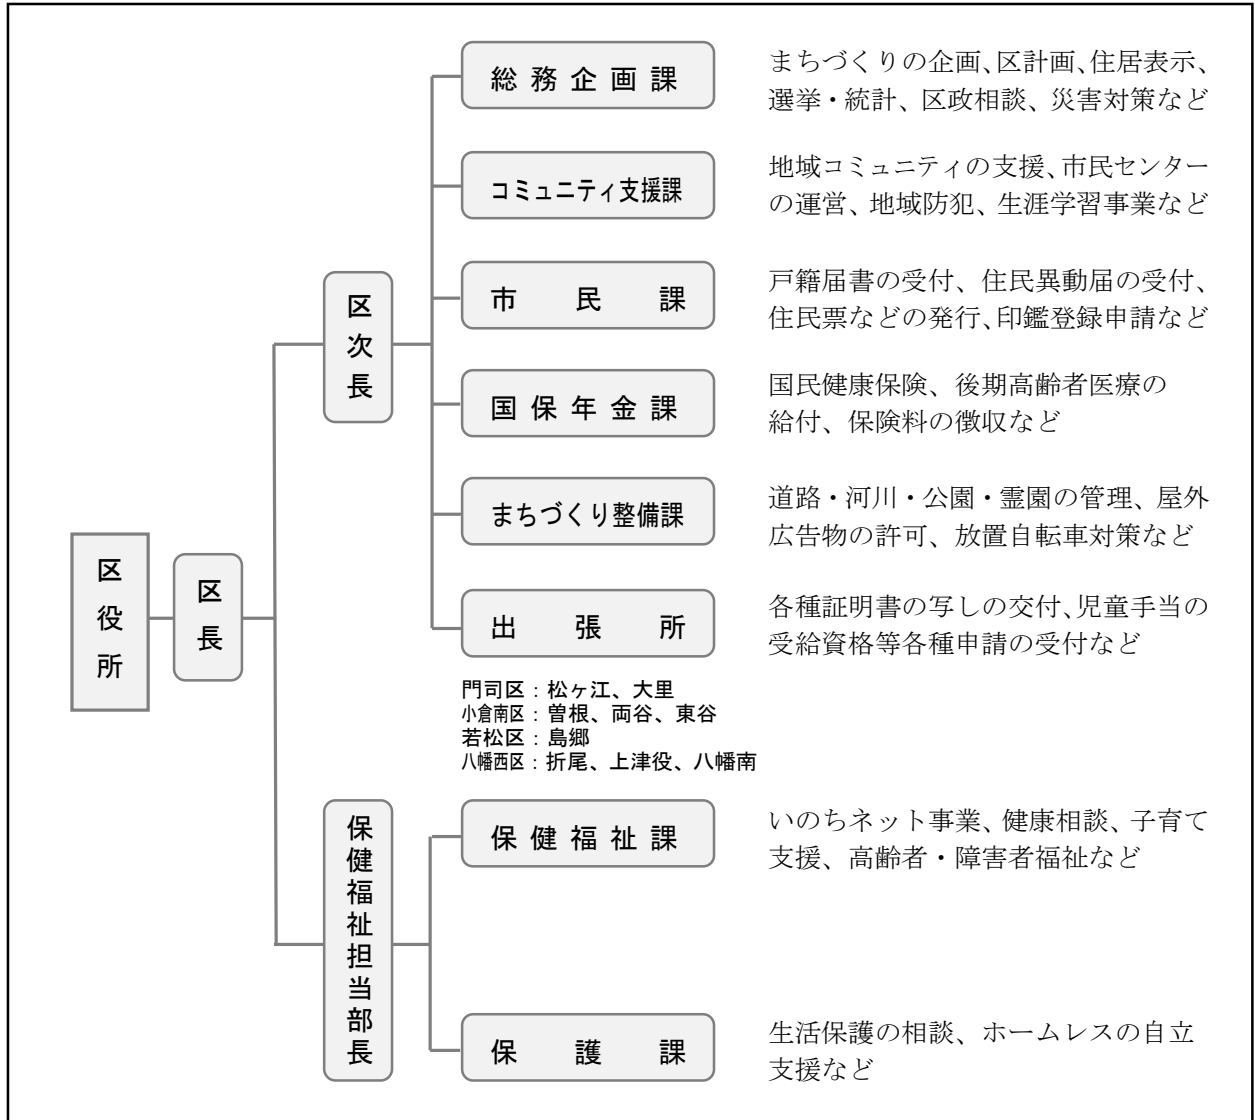 区役所
区長
区次長
総務企画課
まちづくりの企画、区計画、住居表示、
選挙・統計、区政相談、災害対策など
コミュニティ支援課
地域コミュニティの支援、市民センター
の運営、地域防犯、生涯学習事業など
市民課
戸籍届書の受付、住民異動届の受付、
住民票などの発行、印鑑登録申請など
国保年金課
国民健康保険、後期高齢者医療の
給付、保険料の徴収など
まちづくり整備課
道路・河川・公園・霊園の管理、屋外
広告物の許可、放置自転車対策など
出張所
各種証明書の写しの交付、児童手当の
受給資格等各種申請の受付など
門司区：松ヶ江、大里
小倉南区：曽根、両谷、東谷
若松区：島郷
八幡西区：折尾、上津役、八幡南
保健福祉担当部長
保健福祉課
いのちネット事業、健康相談、子育て
支援、高齢者・障害者福祉など
保護課
生活保護の相談、ホームレスの自立
支援など